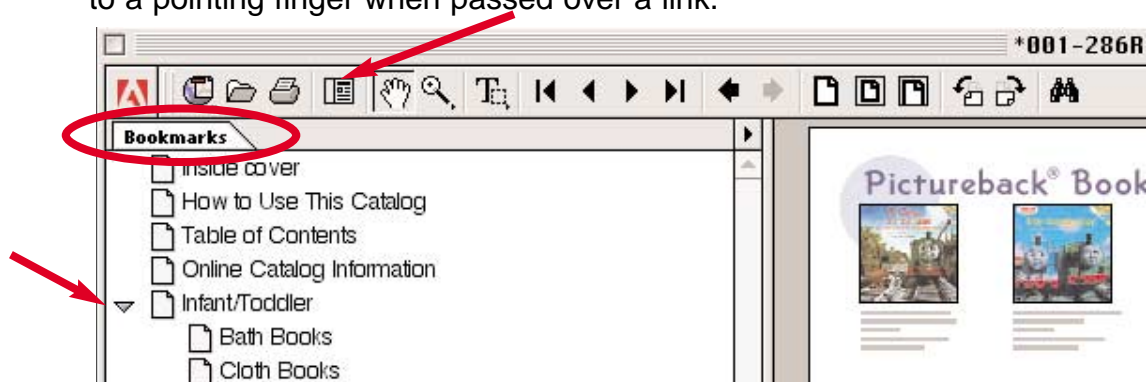 to a pointing finger when passed over a link.
*001-286R
Bookmarks
Inside cover
How to Use This Catalog
Table of Contents
Online Catalog Information
Infant/Toddler
Bath Books
Cloth Books
Pictureback® Book